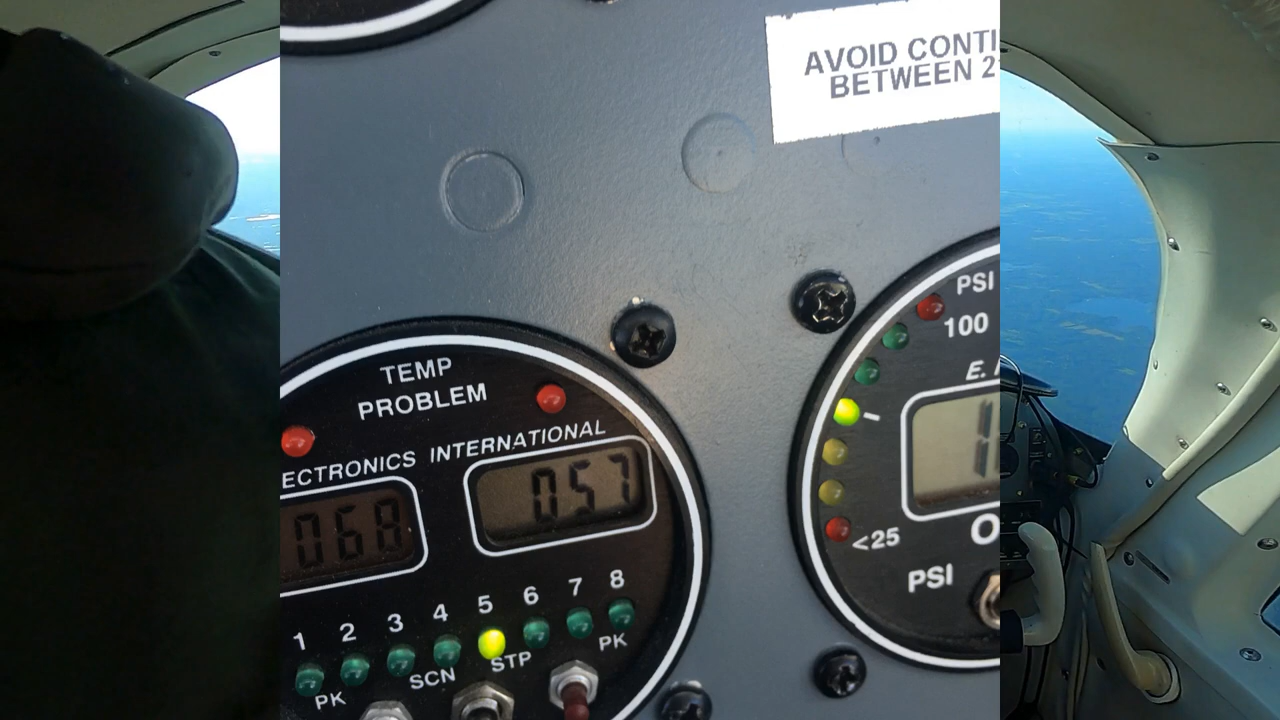 AVOID CONTI
BETWEEN 2
TEMP
PROBLEM
ECTRONICS INTERNATIONAL
068
057
1 2 3 4 5 6 7 8
PK SCN STP PK
PSI
100
E.
<25
PSI